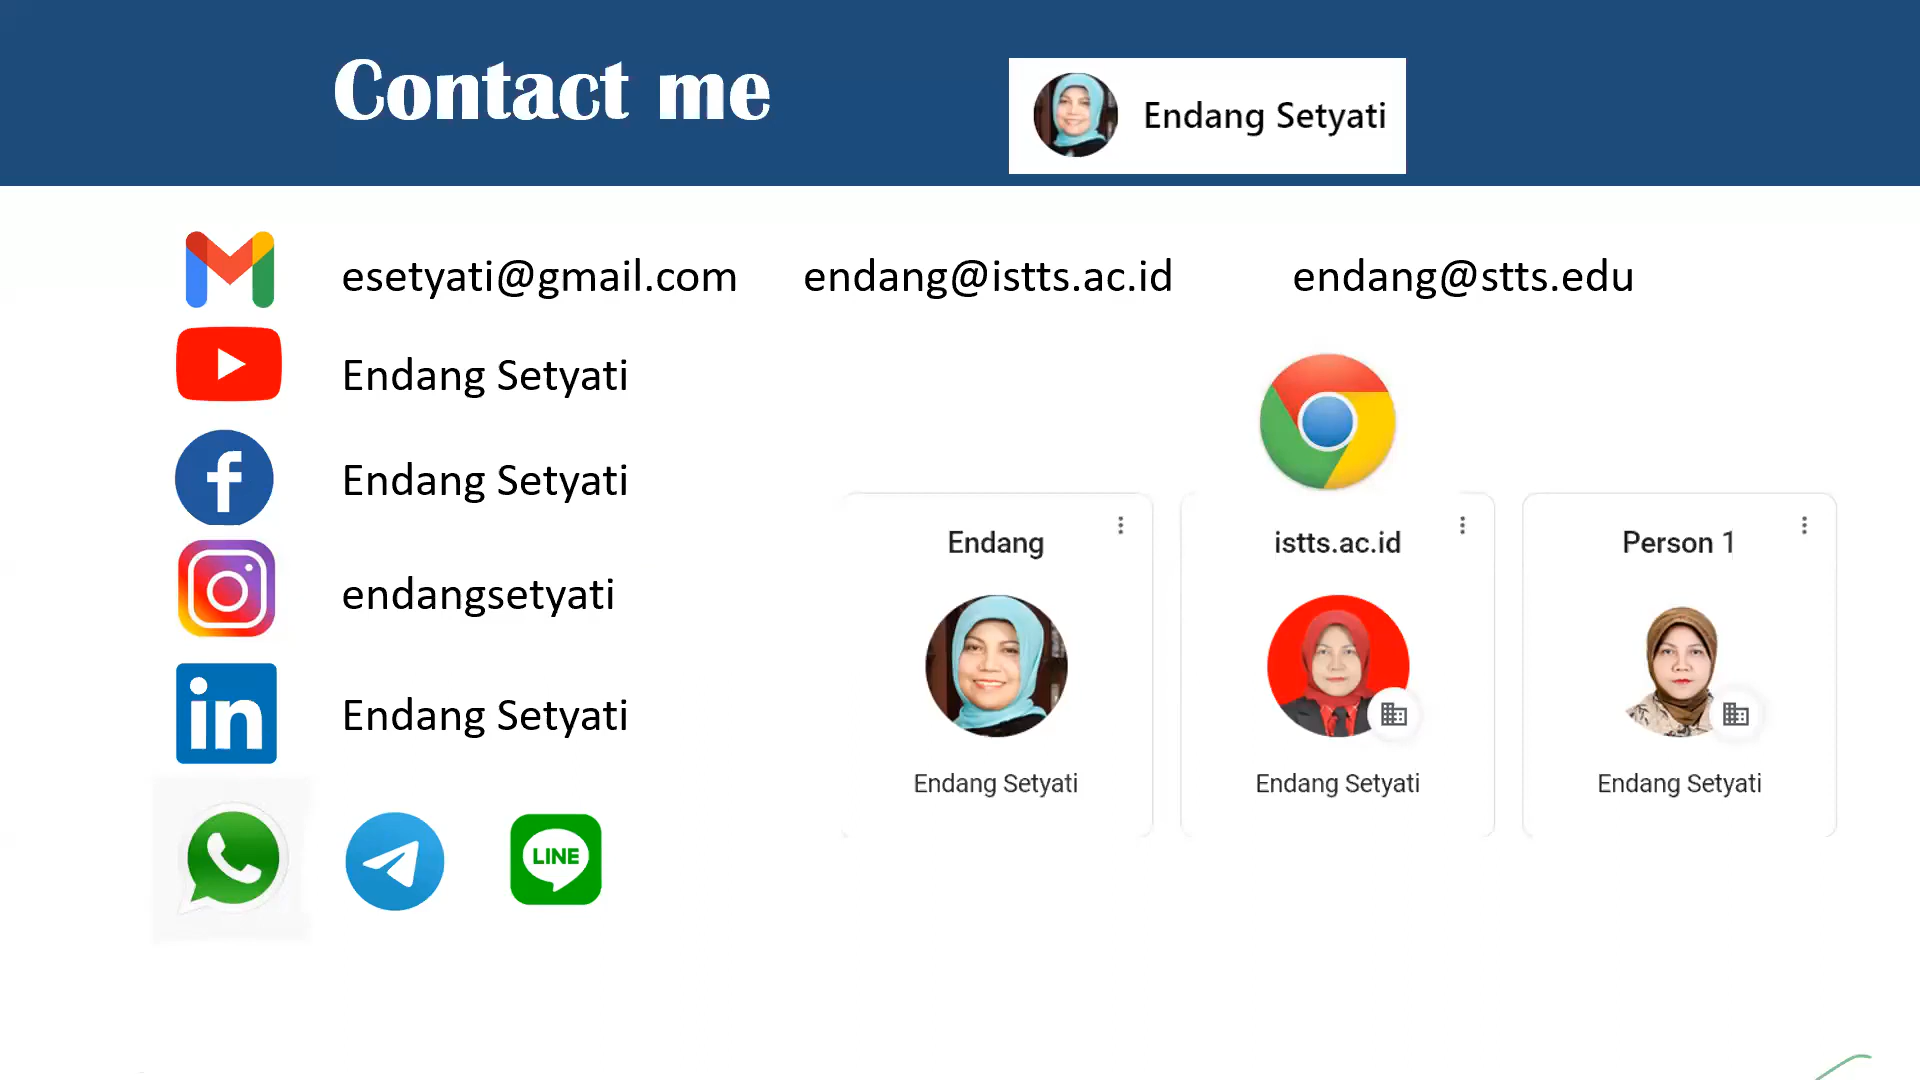 Contact me
Endang Setyati
esetyati@gmail.com endang@istts.ac.id endang@stts.edu
Endang Setyati
Endang Setyati
endangsetyati
Endang Setyati
LINE
Endang
Endang Setyati
istts.ac.id
Endang Setyati
Person 1
Endang Setyati